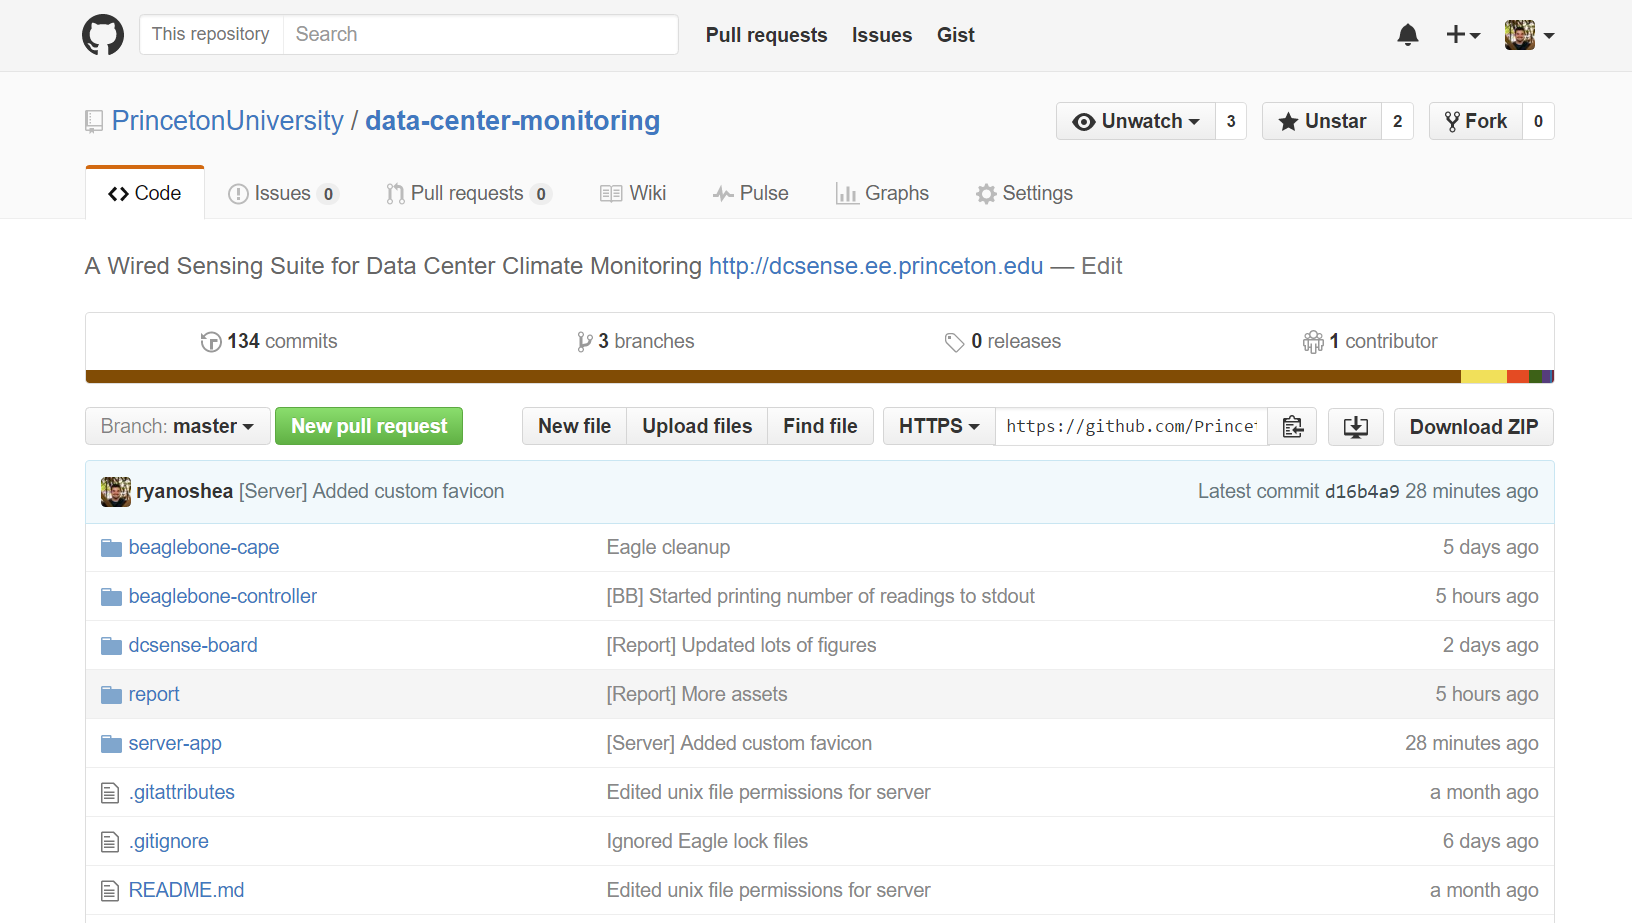 This repository Search Pull requests Issues Gist
PrincetonUniversity / data-center-monitoring Unwatch 3 Unstar 2 Fork 0
Code Issues 0 Pull requests 0 Wiki Pulse Graphs Settings
A Wired Sensing Suite for Data Center Climate Monitoring http://dcsense.ee.princeton.edu — Edit
134 commits 3 branches 0 releases 1 contributor
Branch: master New pull request New file Upload files Find file HTTPS https://github.com/Prince Download ZIP
ryanoshea [Server] Added custom favicon Latest commit d16b4a9 28 minutes ago
beaglebone-cape Eagle cleanup 5 days ago
beaglebone-controller [BB] Started printing number of readings to stdout 5 hours ago
dcsense-board [Report] Updated lots of figures 2 days ago
report [Report] More assets 5 hours ago
server-app [Server] Added custom favicon 28 minutes ago
.gitattributes Edited unix file permissions for server a month ago
.gitignore Ignored Eagle lock files 6 days ago
README.md Edited unix file permissions for server a month ago